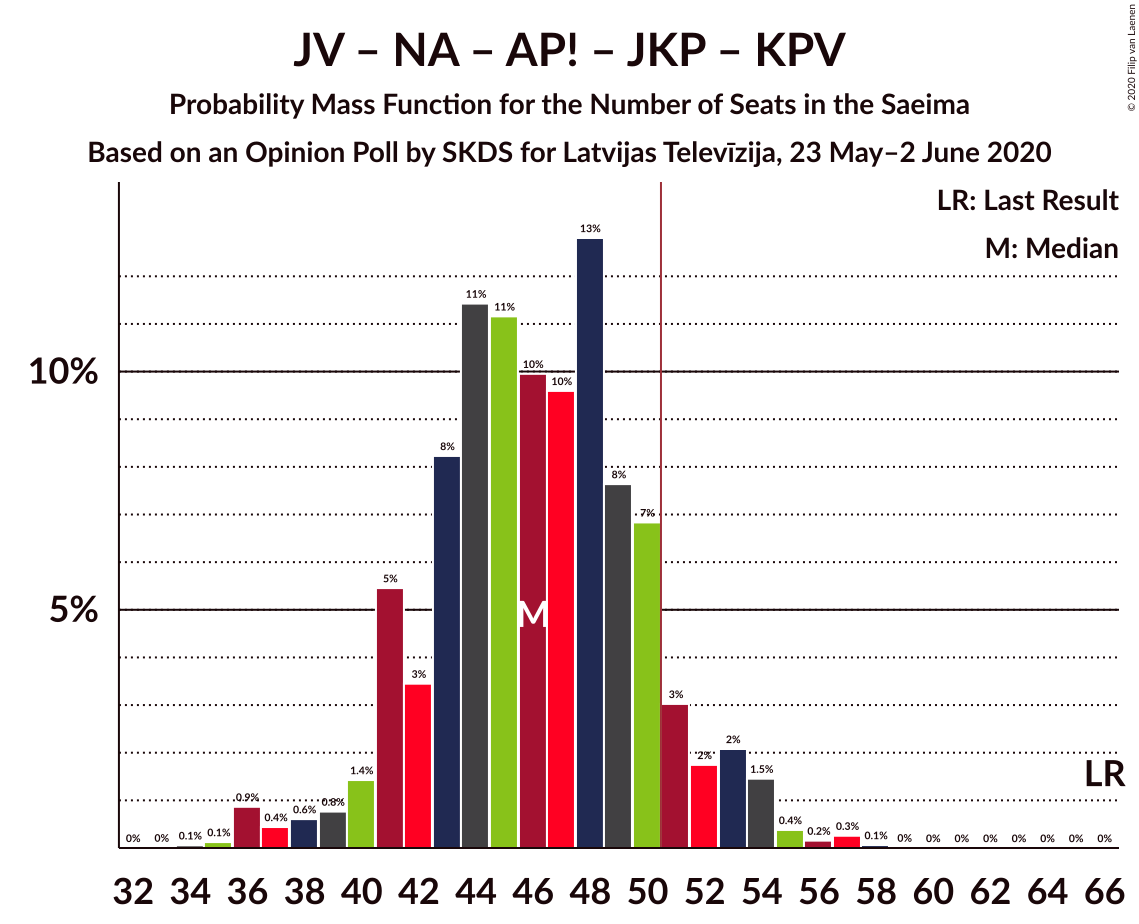 JV – NA – AP! – JKP – KPV
Probability Mass Function for the Number of Seats in the Saeima
Based on an Opinion Poll by SKDS for Latvijas Televīzija, 23 May–2 June 2020
© 2020 Filip van Laenen
LR: Last Result
M: Median
10%
5%
0% 0% 0.1% 0.1% 0.9% 0.4% 0.6% 0.8% 1.4% 5% 3% 8% 11% 11% 10% 10% 13% 8% 7% 3% 2% 2% 1.5% 0.4% 0.2% 0.3% 0.1% 0% 0% 0% 0% 0% 0% 0% 0%
M
LR
32 34 36 38 40 42 44 46 48 50 52 54 56 58 60 62 64 66